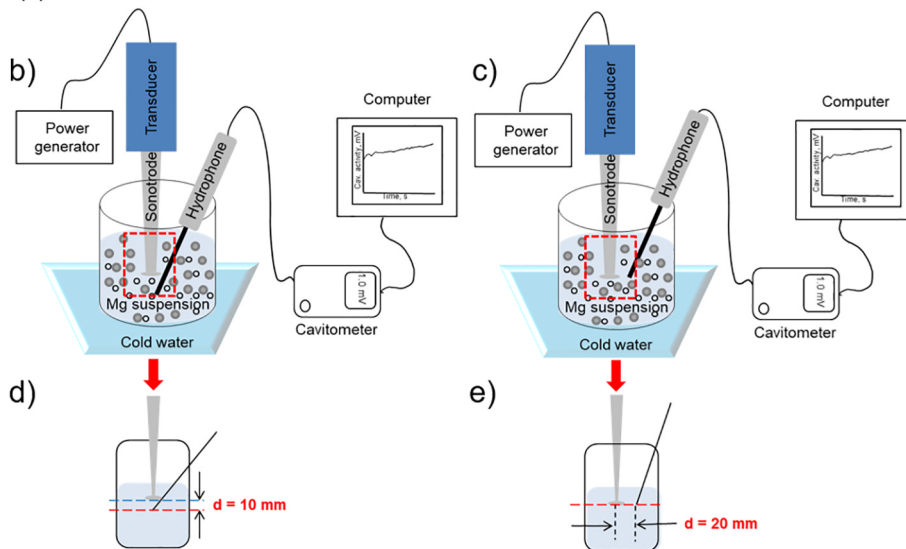 b)
Power
generator
Transducer
Sonotrode
Hydrophone
Computer
Cav. activity, mV
Time, s
1.0 mV
Cavitometer
Mg suspension
Cold water
c)
Power
generator
Transducer
Sonotrode
Hydrophone
Computer
Cav. activity, mV
Time, s
1.0 mV
Cavitometer
Mg suspension
Cold water
d)
d = 10 mm
e)
d = 20 mm